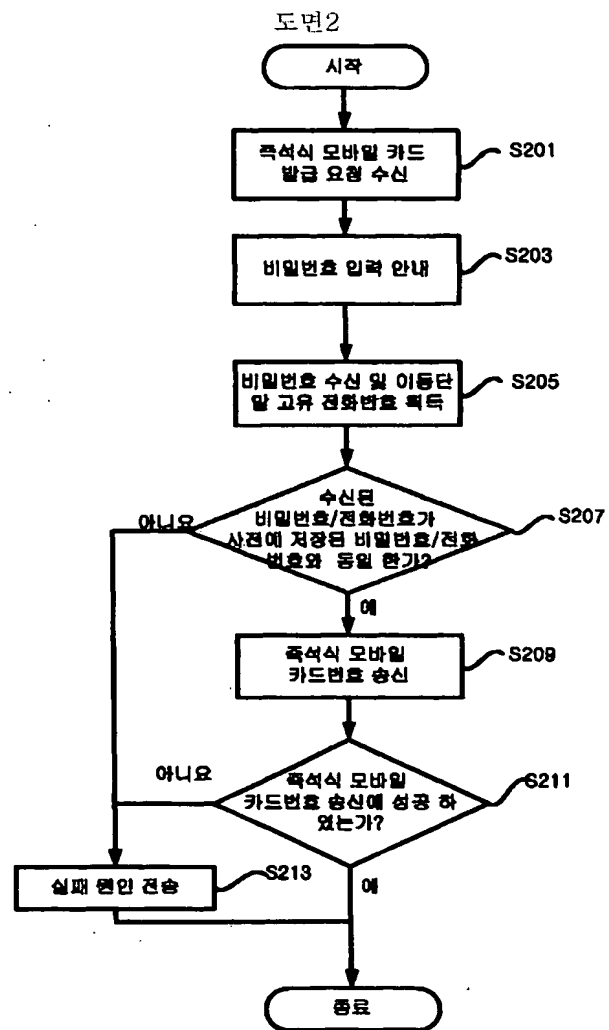 도면2
시작
즉석식 모바일 카드
발급 요청 수신
S201
비밀번호 입력 안내
S203
비밀번호 수신 및 이동단
말 고유 전화번호 획득
S205
수신된
비밀번호/전화번호가
사전에 저장된 비밀번호/전화
번호와 동일 한가?
S207
아니요
예
즉석식 모바일
카드번호 송신
S209
즉석식 모바일
카드번호 송신에 성공 하
였는가?
S211
아니요
예
실패 원인 전송
S213
종료